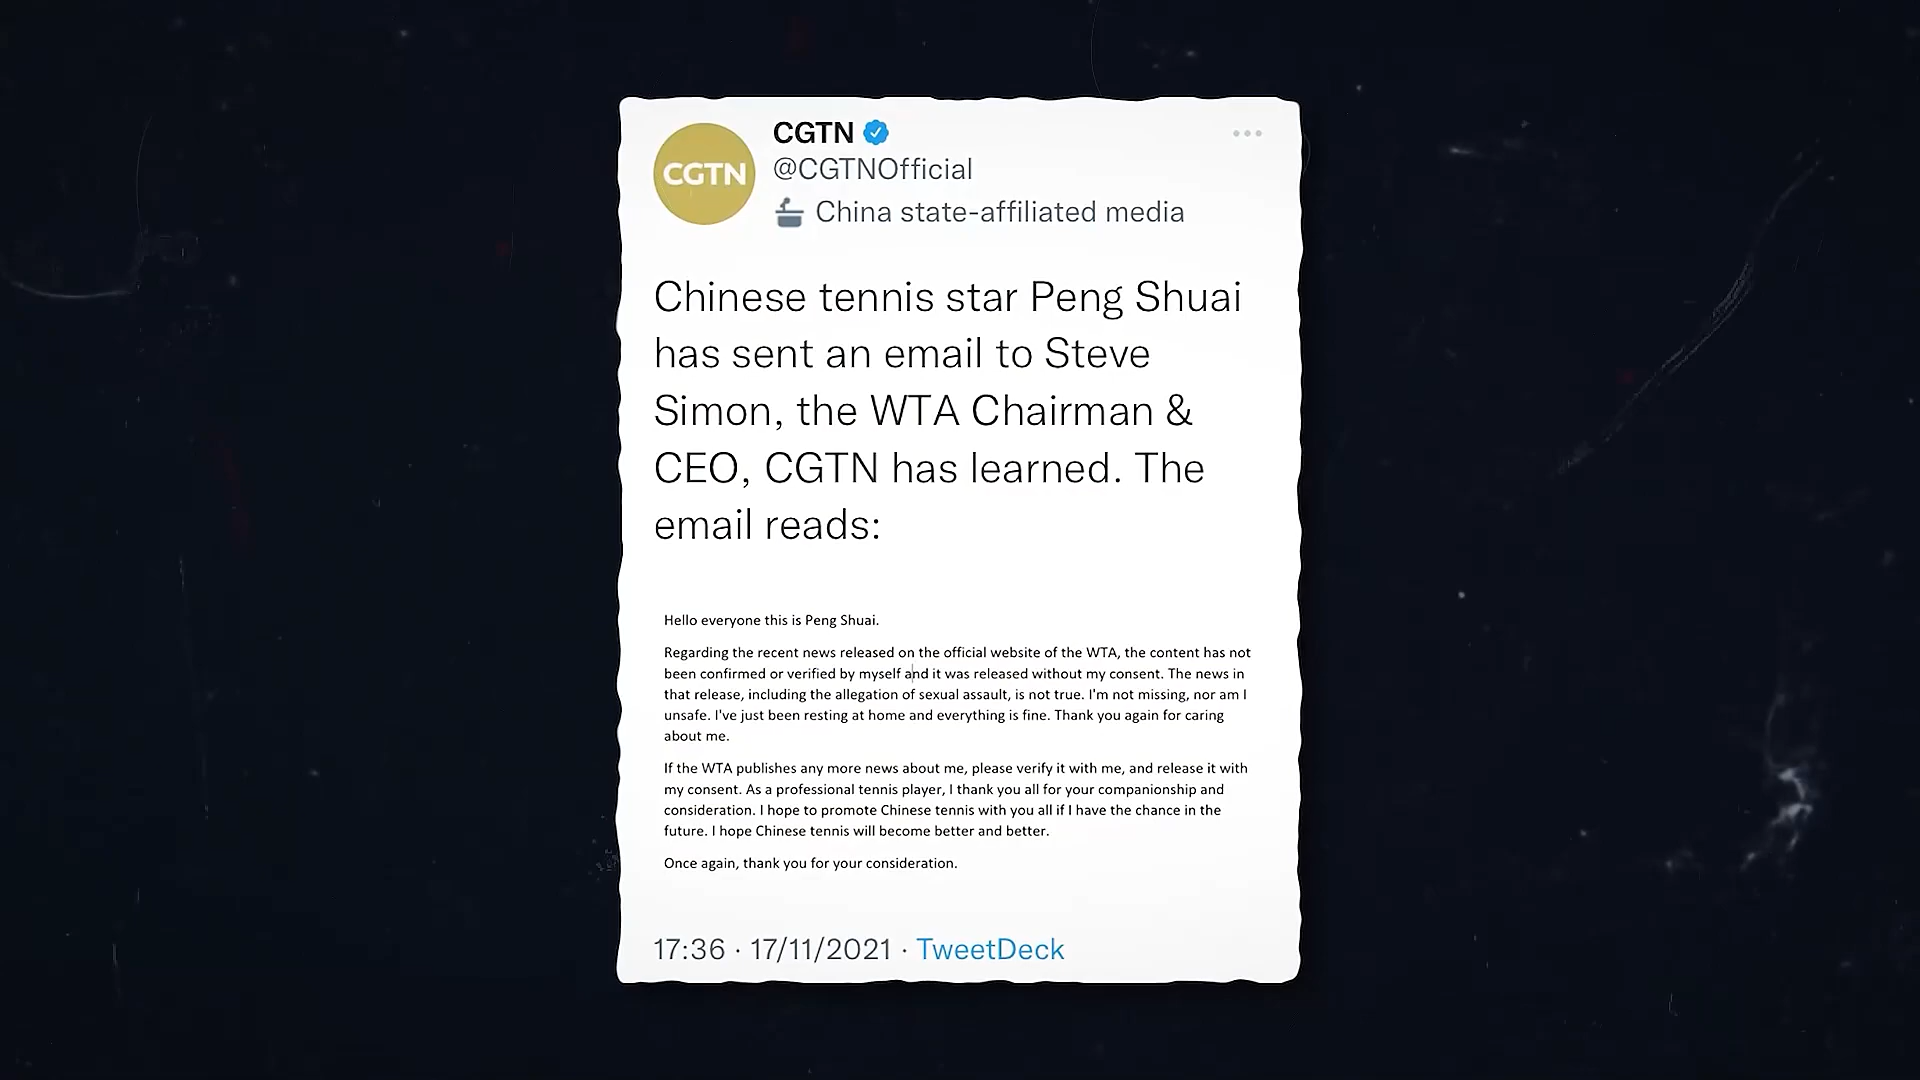 CGTN
CGTN
@CGTNOfficial
China state-affiliated media
Chinese tennis star Peng Shuai
has sent an email to Steve
Simon, the WTA Chairman &
CEO, CGTN has learned. The
email reads:
Hello everyone this is Peng Shuai.
Regarding the recent news released on the official website of the WTA, the content has not
been confirmed or verified by myself and it was released without my consent. The news in
that release, including the allegation of sexual assault, is not true. I'm not missing, nor am I
unsafe. I've just been resting at home and everything is fine. Thank you again for caring
about me.
If the WTA publishes any more news about me, please verify it with me, and release it with
my consent. As a professional tennis player, I thank you all for your companionship and
consideration. I hope to promote Chinese tennis with you all if I have the chance in the
future. I hope Chinese tennis will become better and better.
Once again, thank you for your consideration.
17:36 · 17/11/2021 · TweetDeck